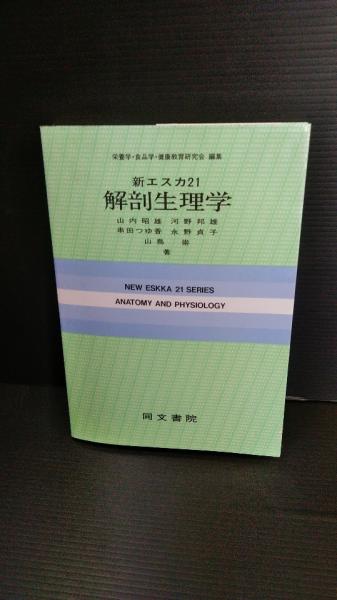 栄養学・食品学・健康教育研究会 編集
新エスカ21
解剖生理学
山内昭雄 河野邦雄
串田つゆ香 永野貞子
山島 崇
著
NEW ESKKA 21 SERIES
ANATOMY AND PHYSIOLOGY
同文書院